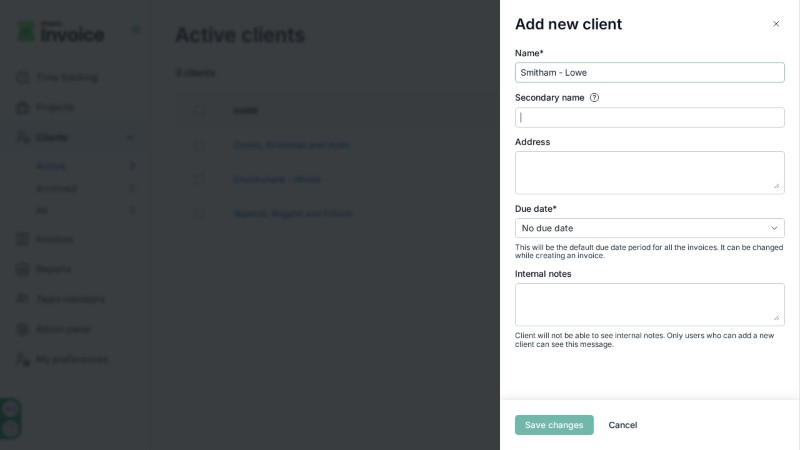 Invoice
Time tracking
Projects
Clients
Active
Archived
All
Invoices
Reports
Team members
Admin panel
My preferences
Active clients
3 clients
NAME
Add new client
Name*
Smitham - Lowe
Secondary name ?
Address
Due date*
No due date
This will be the default due date period for all the invoices. It can be changed
while creating an invoice.
Internal notes
Client will not be able to see internal notes. Only users who can add a new
client can see this message.
Save changes
Cancel